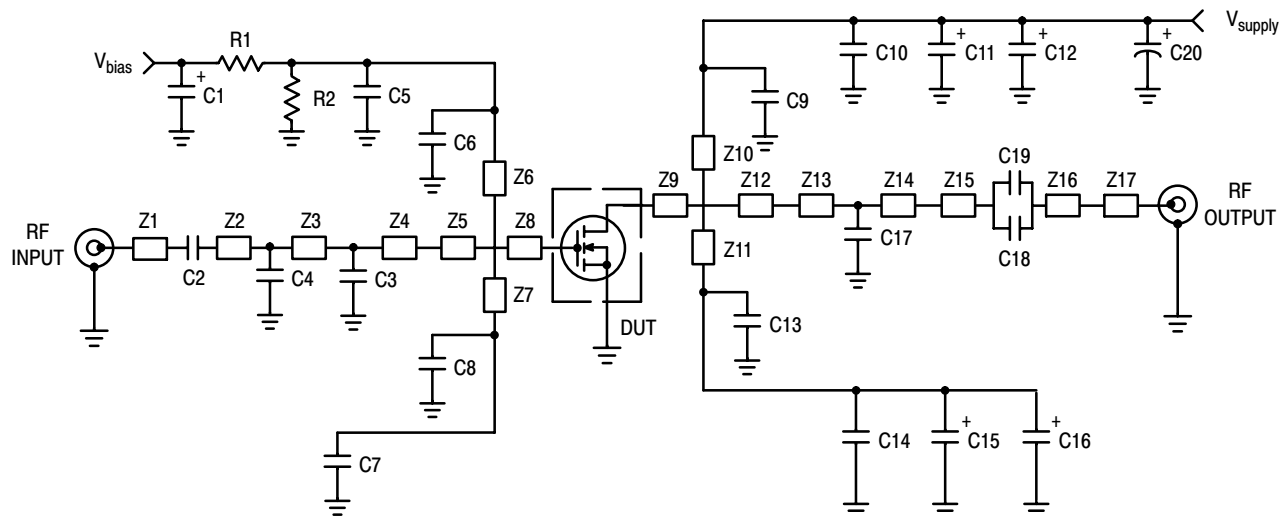 V_bias
R1
+
C1
R2
C5
C6
Z6
RF
INPUT
Z1
C2
Z2
C4
Z3
C3
Z4
Z5
Z8
Z7
C8
C7
DUT
V_supply
C10
+
C11
+
C12
+
C20
C9
Z10
Z9
Z12
Z13
C17
Z14
Z15
C19
C18
Z16
Z17
RF
OUTPUT
Z11
C13
C14
+
C15
+
C16